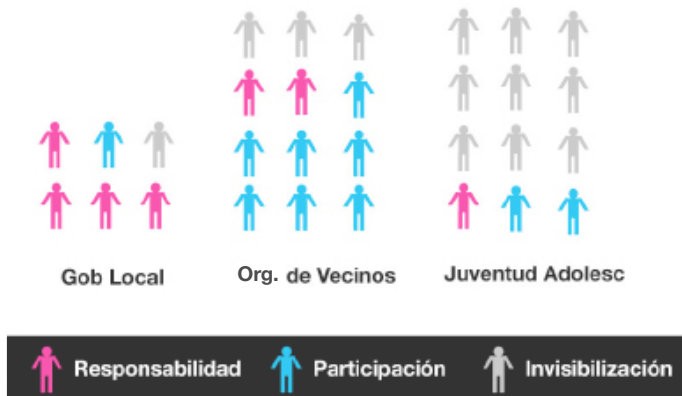 Gob Local
Org. de Vecinos
Juventud Adolesc
Responsabilidad
Participación
Invisibilización